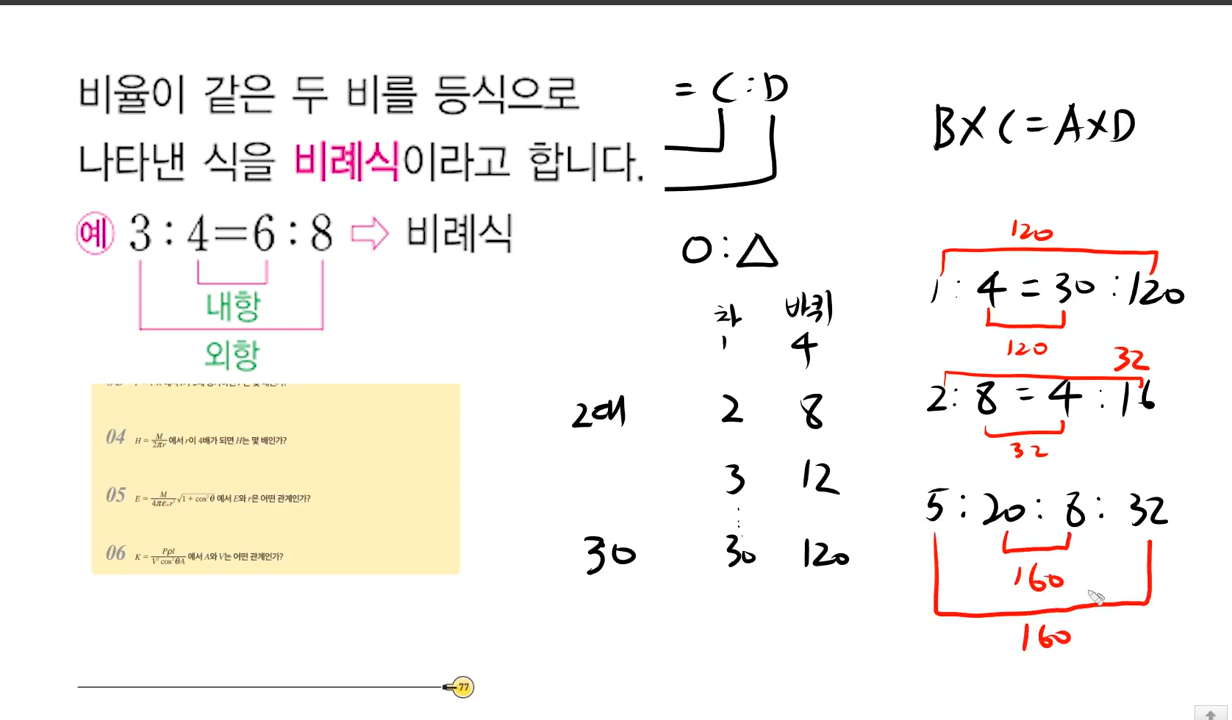 비율이 같은 두 비를 등식으로
나타낸 식을 비례식이라고 합니다.
예 3 : 4 = 6 : 8 ⇨ 비례식
내항
외항
04 H = M/2πr 에서 r이 4배가 되면 H는 몇 배인가?
05 E = M/4πε₀r³ √1 + cos²θ 에서 E와 r은 어떤 관계인가?
06 K = Ppl/V² cos²θA 에서 A와 V는 어떤 관계인가?
77
= C : D
B × C = A × D
O : △
차 바퀴
1 4
2대 2 8
3 12
⋮
30 30 120
120
1 : 4 = 30 : 120
120
32
2 : 8 = 4 : 16
32
5 : 20 : 8 : 32
160
160